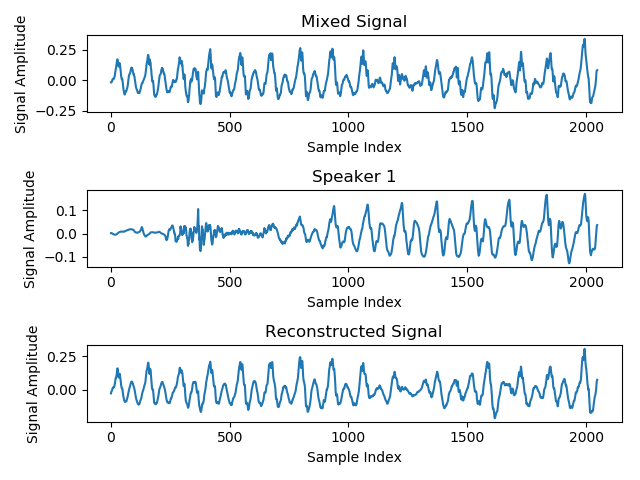 Mixed Signal
Signal Amplitude
0.25
0.00
−0.25
0
500
1000
1500
2000
Sample Index
Speaker 1
Signal Amplitude
0.1
0.0
−0.1
0
500
1000
1500
2000
Sample Index
Reconstructed Signal
Signal Amplitude
0.25
0.00
0
500
1000
1500
2000
Sample Index